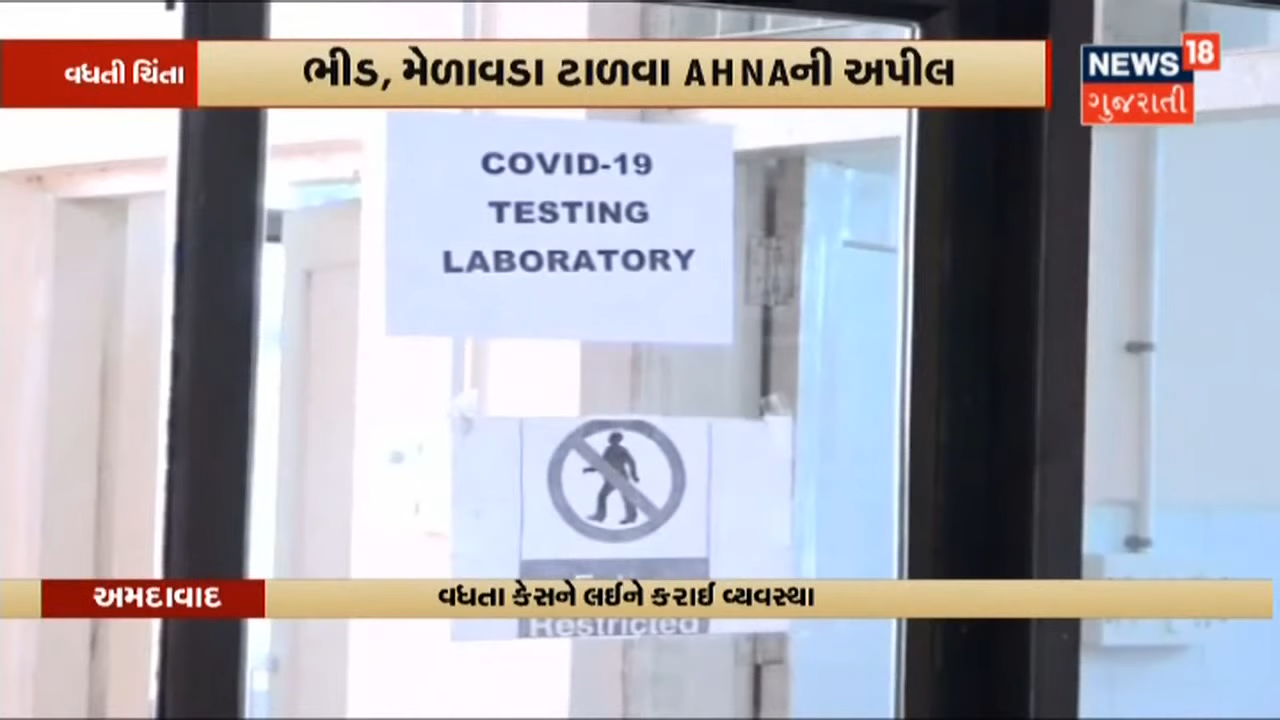 વધતી ચિંતા
ભીડ, મેળાવડા ટાળવા AHNAની અપીલ
NEWS 18
ગુજરાતી
COVID-19
TESTING
LABORATORY
અમદાવાદ
વધતા કેસને લઈને કરાઈ વ્યવસ્થા
Restricted